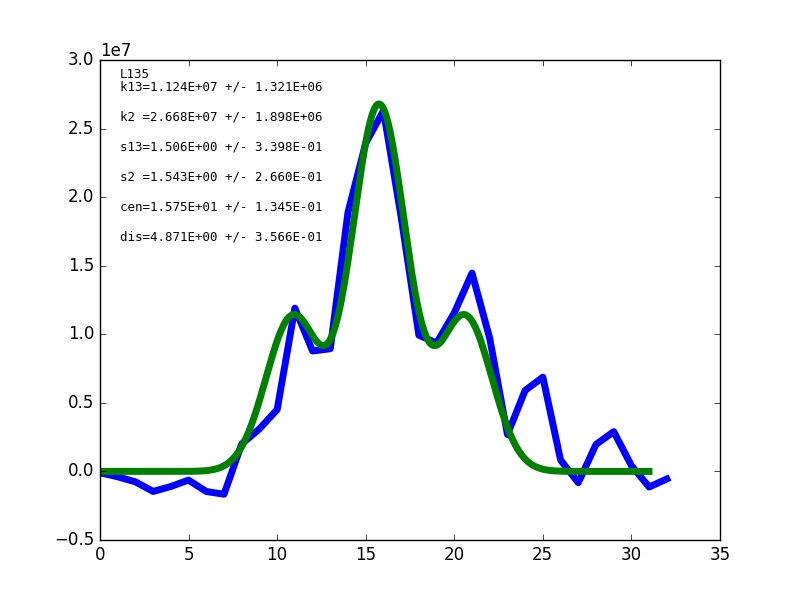 1e7
3.0
2.5
2.0
1.5
1.0
0.5
0.0
−0.5
L135
k13=1.124E+07 +/- 1.321E+06
k2 =2.668E+07 +/- 1.898E+06
s13=1.506E+00 +/- 3.398E-01
s2 =1.543E+00 +/- 2.660E-01
cen=1.575E+01 +/- 1.345E-01
dis=4.871E+00 +/- 3.566E-01
0 5 10 15 20 25 30 35